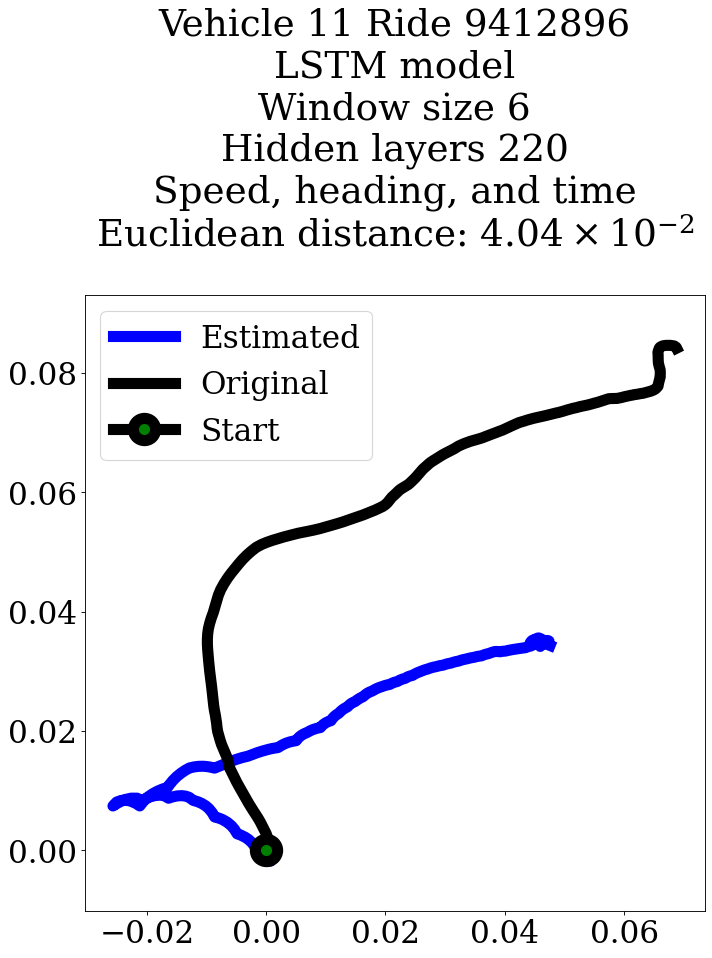 Vehicle 11 Ride 9412896
LSTM model
Window size 6
Hidden layers 220
Speed, heading, and time
Euclidean distance: 4.04 × 10⁻²
Estimated
Original
Start
0.08
0.06
0.04
0.02
0.00
−0.02 0.00 0.02 0.04 0.06